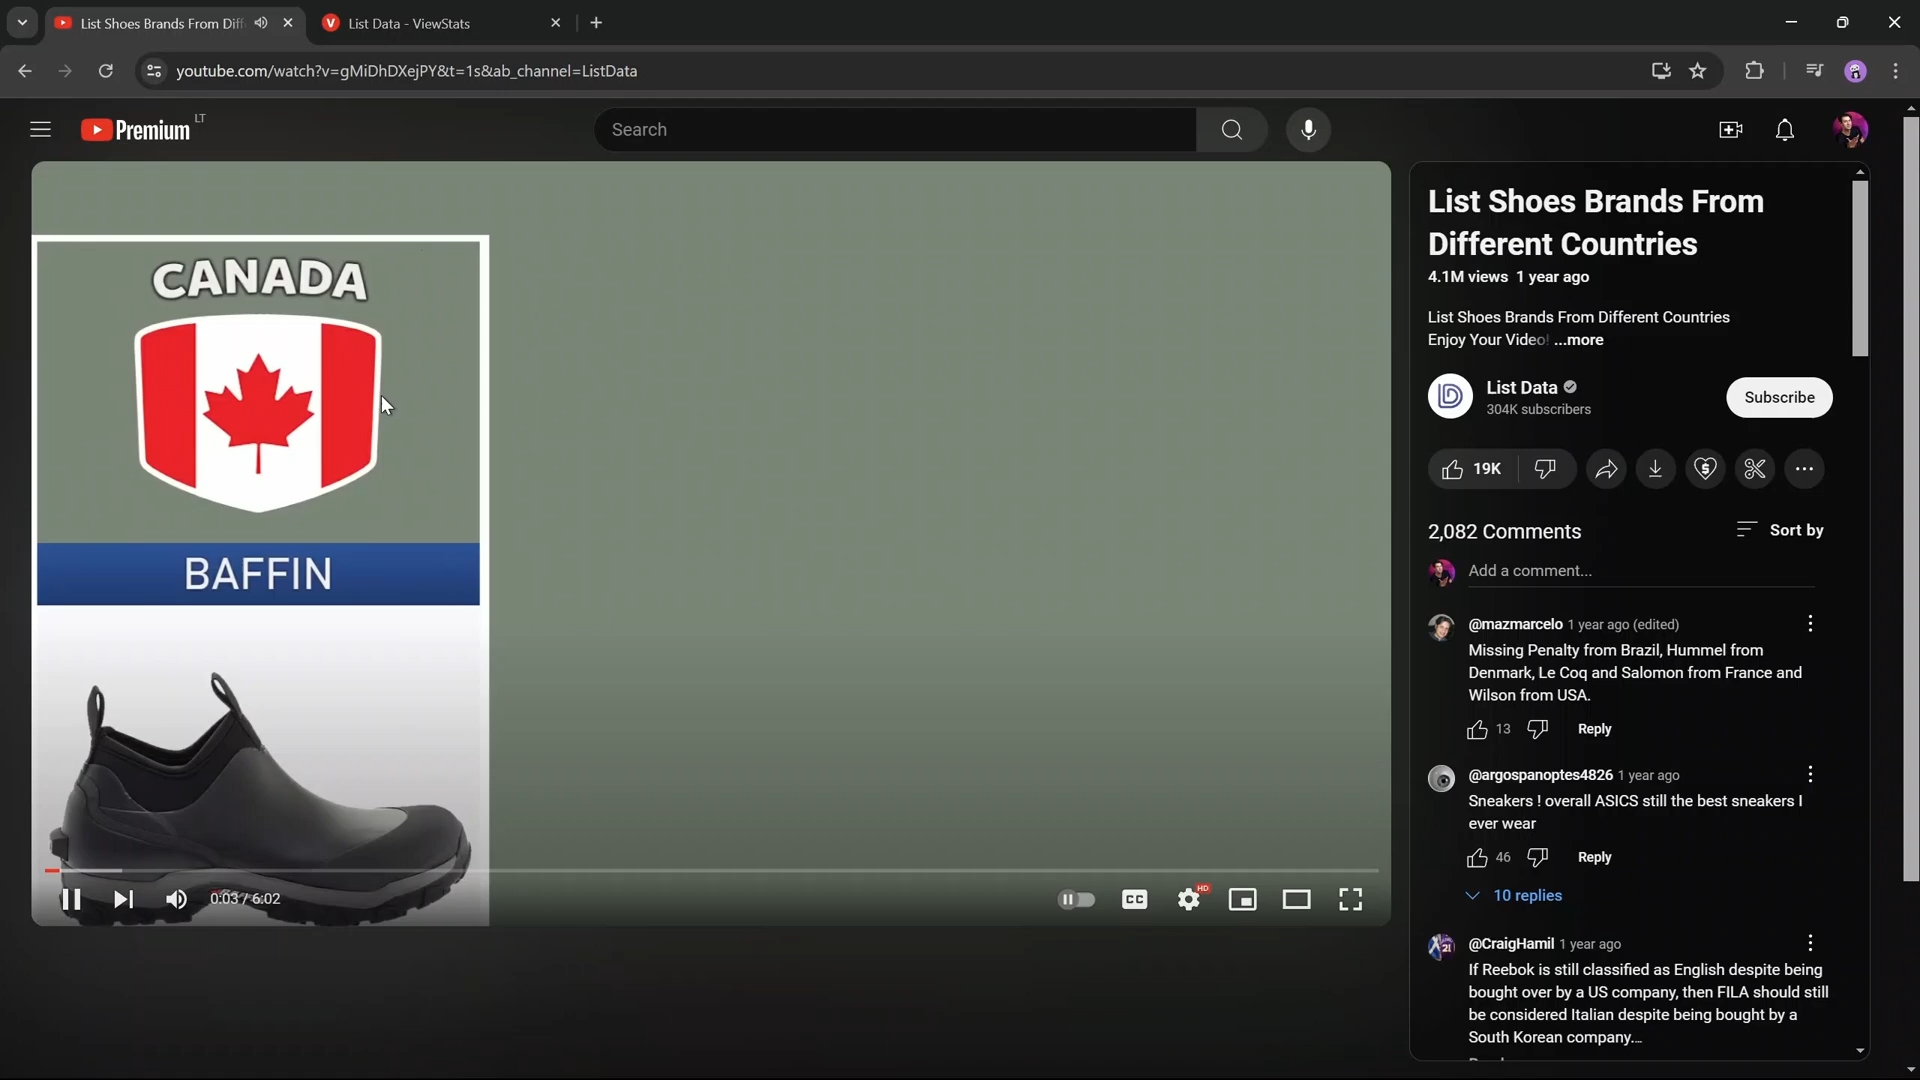 List Shoes Brands From Diff
List Data - ViewStats
youtube.com/watch?v=gMiDhDXejPY&t=1s&ab_channel=ListData
Premium LT
Search
CANADA
BAFFIN
0:03 / 6:02
CC
HD
List Shoes Brands From
Different Countries
4.1M views 1 year ago
List Shoes Brands From Different Countries
Enjoy Your Video! ...more
List Data
304K subscribers
Subscribe
19K
2,082 Comments
Sort by
Add a comment...
@mazmarcelo 1 year ago (edited)
Missing Penalty from Brazil, Hummel from
Denmark, Le Coq and Salomon from France and
Wilson from USA.
13
Reply
@argospanoptes4826 1 year ago
Sneakers ! overall ASICS still the best sneakers I
ever wear
46
Reply
10 replies
@CraigHamil 1 year ago
If Reebok is still classified as English despite being
bought over by a US company, then FILA should still
be considered Italian despite being bought by a
South Korean company...